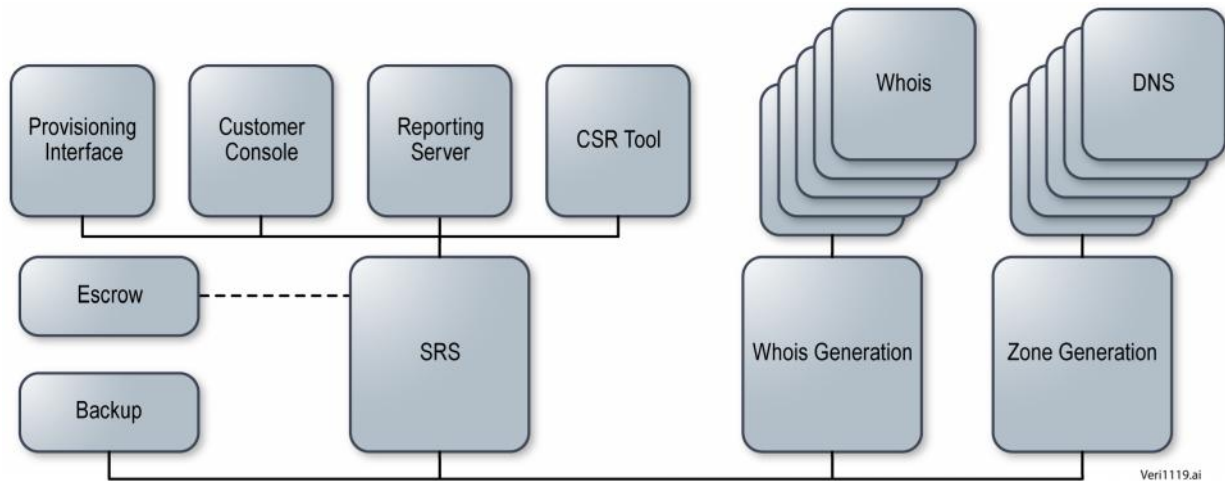 Provisioning
Interface
Customer
Console
Reporting
Server
CSR Tool
Whois
DNS
Escrow
SRS
Whois Generation
Zone Generation
Backup
Veri1119.ai